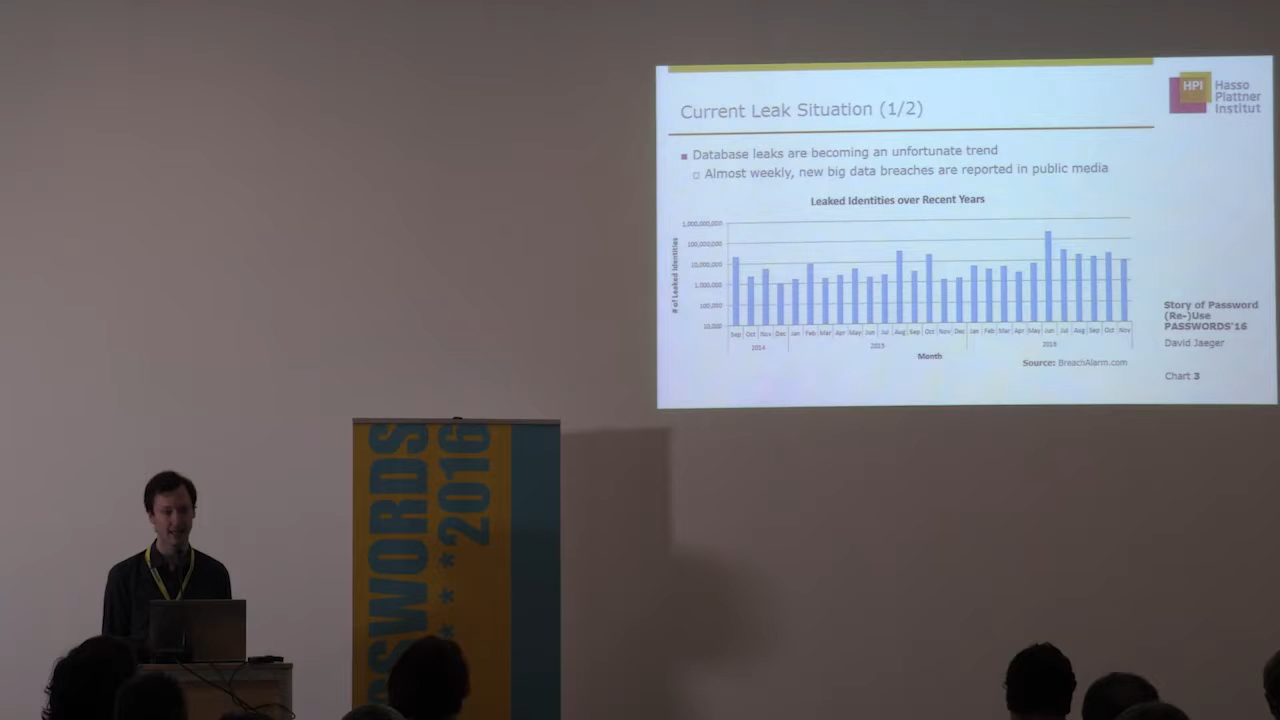 Current Leak Situation (1/2)
HPI Hasso
Plattner
Institut
Database leaks are becoming an unfortunate trend
Almost weekly, new big data breaches are reported in public media
Leaked Identities over Recent Years
# of Leaked Identities
1,000,000,000
100,000,000
10,000,000
1,000,000
100,000
10,000
Sep Oct Nov Dec Jan Feb Mar Apr May Jun Jul Aug Sep Oct Nov Dec Jan Feb Mar Apr May Jun Jul Aug Sep Oct Nov
2014 2015 2016
Month
Source: BreachAlarm.com
Story of Password
(Re-)Use
PASSWORDS'16
David Jaeger
Chart 3
SSWORDS
* * * 2016